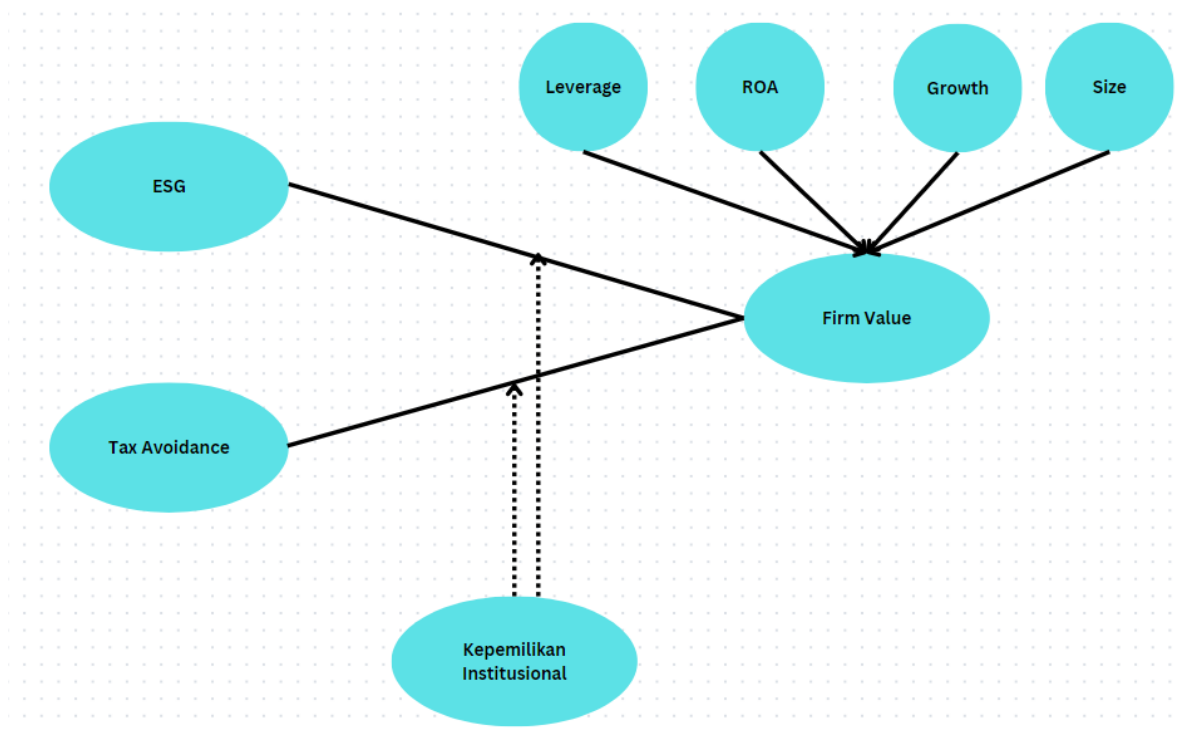 Leverage
ROA
Growth
Size
ESG
Firm Value
Tax Avoidance
Kepemilikan
Institusional